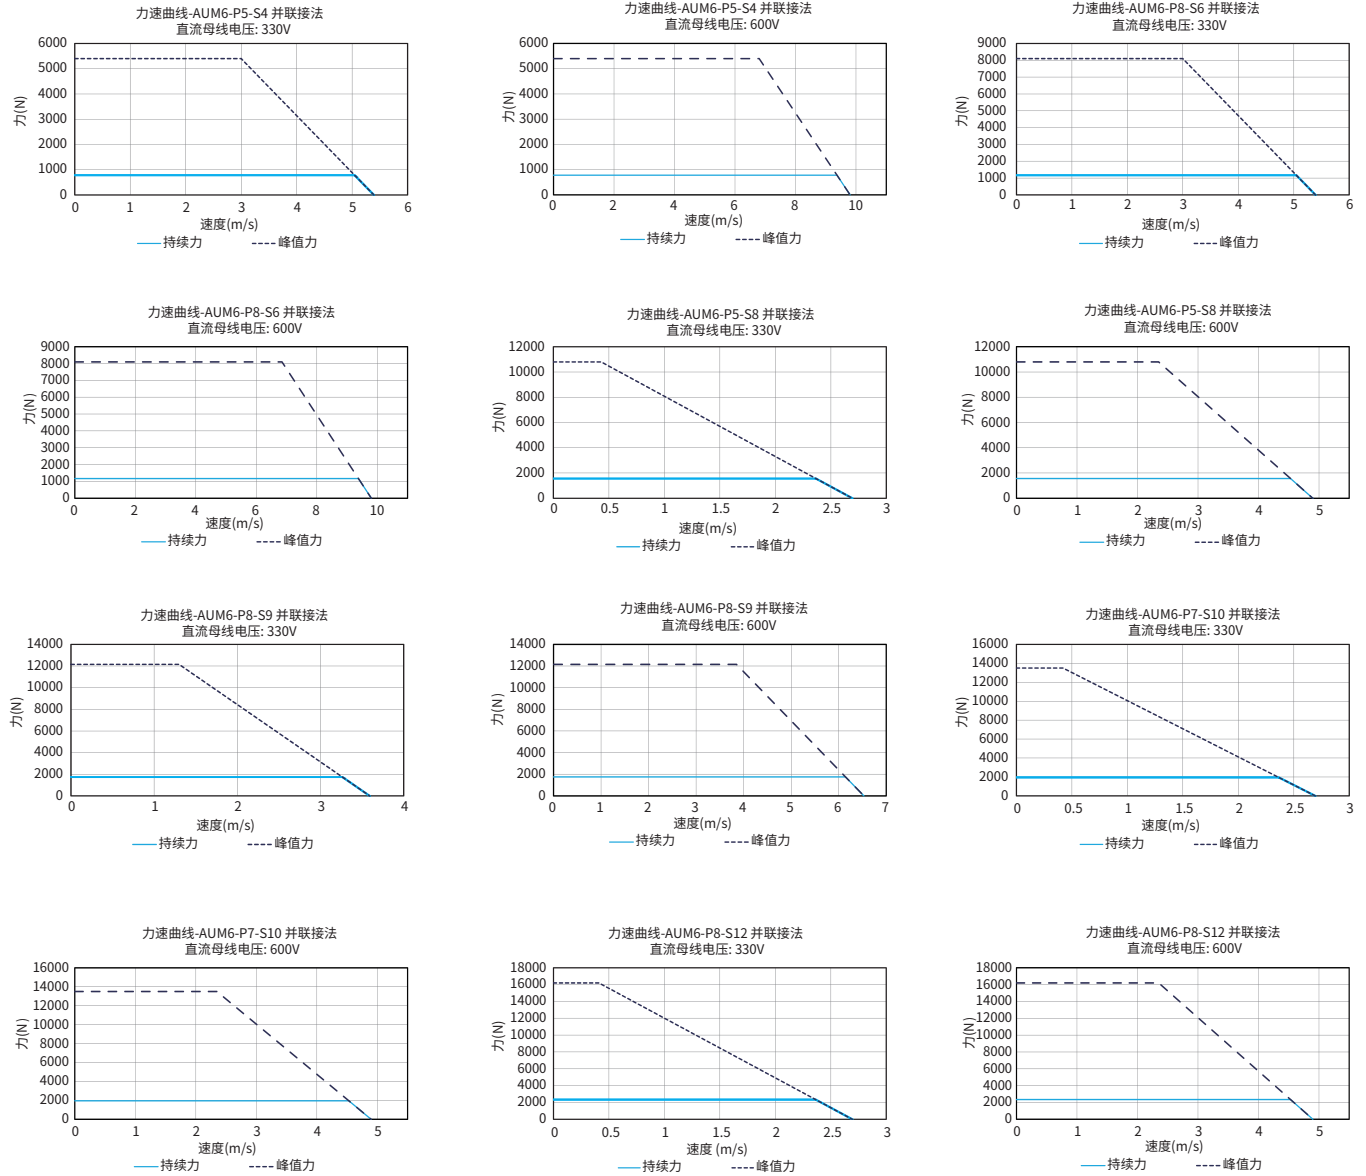 力速曲线-AUM6-P5-S4 并联接法
直流母线电压: 330V
6000
5000
4000
3000
2000
1000
0
力(N)
0 1 2 3 4 5 6
速度(m/s)
持续力 峰值力
力速曲线-AUM6-P5-S4 并联接法
直流母线电压: 600V
6000
5000
4000
3000
2000
1000
0
力(N)
0 2 4 6 8 10
速度(m/s)
持续力 峰值力
力速曲线-AUM6-P8-S6 并联接法
直流母线电压: 330V
9000
8000
7000
6000
5000
4000
3000
2000
1000
0
力(N)
0 1 2 3 4 5 6
速度(m/s)
持续力 峰值力
力速曲线-AUM6-P8-S6 并联接法
直流母线电压: 600V
9000
8000
7000
6000
5000
4000
3000
2000
1000
0
力(N)
0 2 4 6 8 10
速度(m/s)
持续力 峰值力
力速曲线-AUM6-P5-S8 并联接法
直流母线电压: 330V
12000
10000
8000
6000
4000
2000
0
力(N)
0 0.5 1 1.5 2 2.5 3
速度(m/s)
持续力 峰值力
力速曲线-AUM6-P5-S8 并联接法
直流母线电压: 600V
12000
10000
8000
6000
4000
2000
0
力(N)
0 1 2 3 4 5
速度(m/s)
持续力 峰值力
力速曲线-AUM6-P8-S9 并联接法
直流母线电压: 330V
14000
12000
10000
8000
6000
4000
2000
0
力(N)
0 1 2 3 4
速度(m/s)
持续力 峰值力
力速曲线-AUM6-P8-S9 并联接法
直流母线电压: 600V
14000
12000
10000
8000
6000
4000
2000
0
力(N)
0 1 2 3 4 5 6 7
速度(m/s)
持续力 峰值力
力速曲线-AUM6-P7-S10 并联接法
直流母线电压: 330V
16000
14000
12000
10000
8000
6000
4000
2000
0
力(N)
0 0.5 1 1.5 2 2.5 3
速度(m/s)
持续力 峰值力
力速曲线-AUM6-P7-S10 并联接法
直流母线电压: 600V
16000
14000
12000
10000
8000
6000
4000
2000
0
力(N)
0 1 2 3 4 5
速度(m/s)
持续力 峰值力
力速曲线-AUM6-P8-S12 并联接法
直流母线电压: 330V
18000
16000
14000
12000
10000
8000
6000
4000
2000
0
力(N)
0 0.5 1 1.5 2 2.5 3
速度 (m/s)
持续力 峰值力
力速曲线-AUM6-P8-S12 并联接法
直流母线电压: 600V
18000
16000
14000
12000
10000
8000
6000
4000
2000
0
力(N)
0 1 2 3 4 5
速度 (m/s)
持续力 峰值力